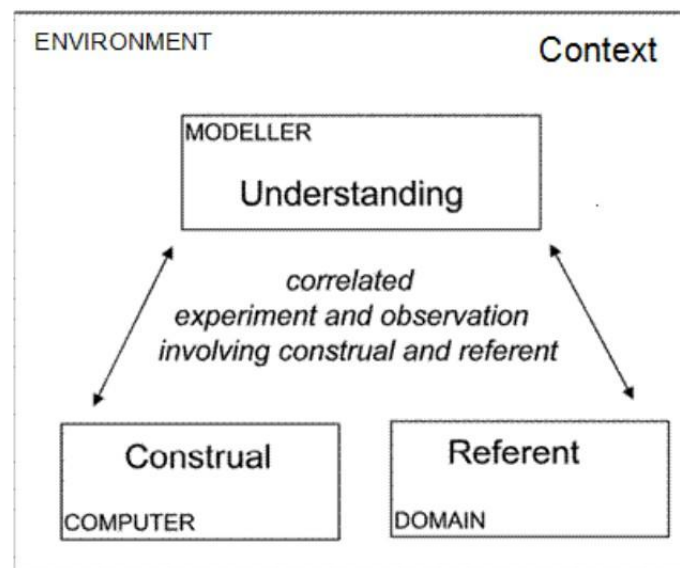 ENVIRONMENT
Context
MODELLER
Understanding
correlated
experiment and observation
involving construal and referent
Construal
COMPUTER
Referent
DOMAIN